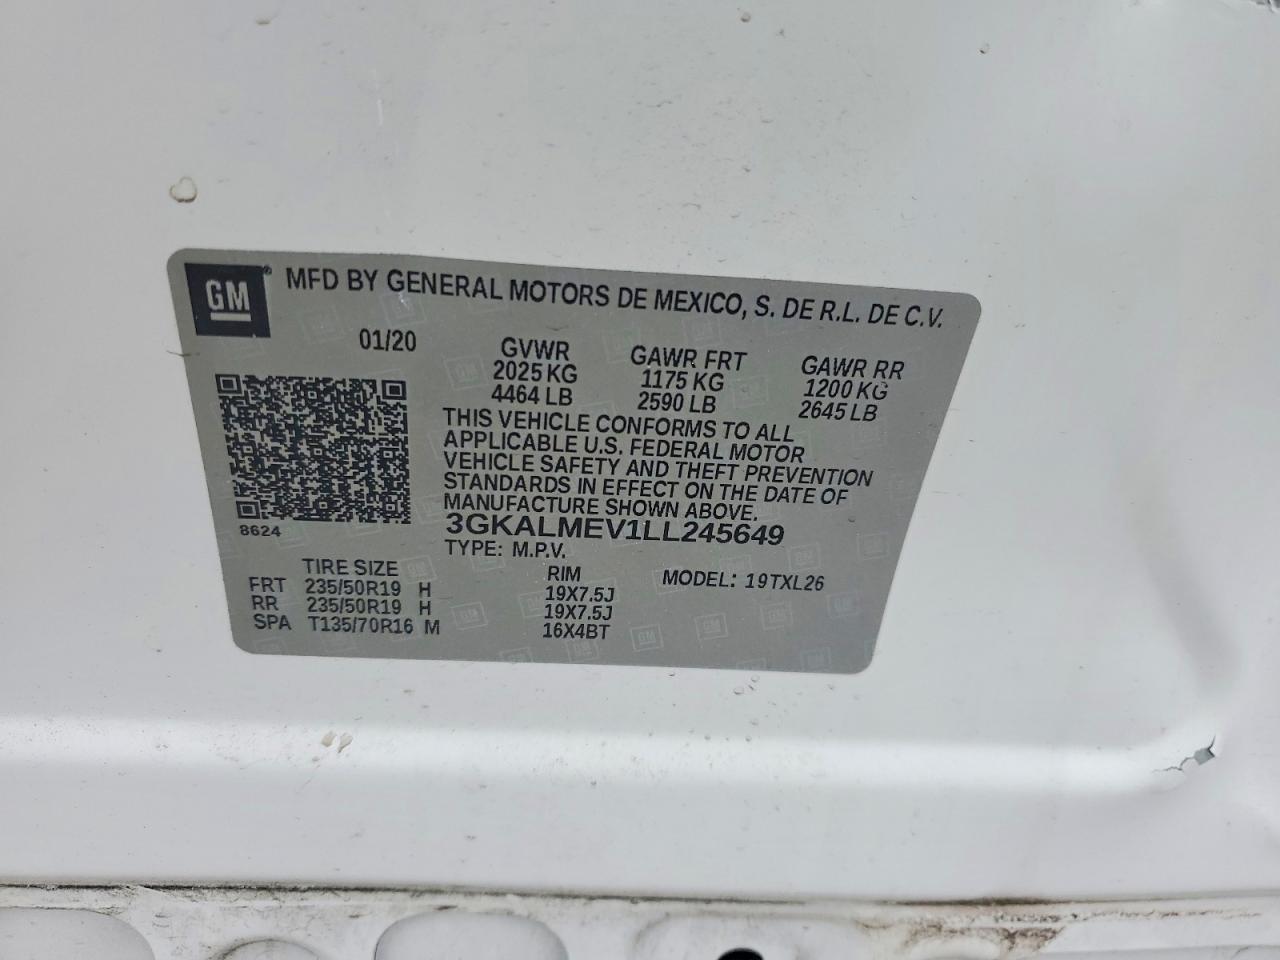 GM ® MFD BY GENERAL MOTORS DE MEXICO, S. DE R.L. DE C.V.
01/20
GVWR GAWR FRT GAWR RR
2025 KG 1175 KG 1200 KG
4464 LB 2590 LB 2645 LB
THIS VEHICLE CONFORMS TO ALL
APPLICABLE U.S. FEDERAL MOTOR
VEHICLE SAFETY AND THEFT PREVENTION
STANDARDS IN EFFECT ON THE DATE OF
MANUFACTURE SHOWN ABOVE.
8624
3GKALMEV1LL245649
TYPE: M.P.V.
TIRE SIZE RIM MODEL: 19TXL26
FRT 235/50R19 H 19X7.5J
RR 235/50R19 H 19X7.5J
SPA T135/70R16 M 16X4BT